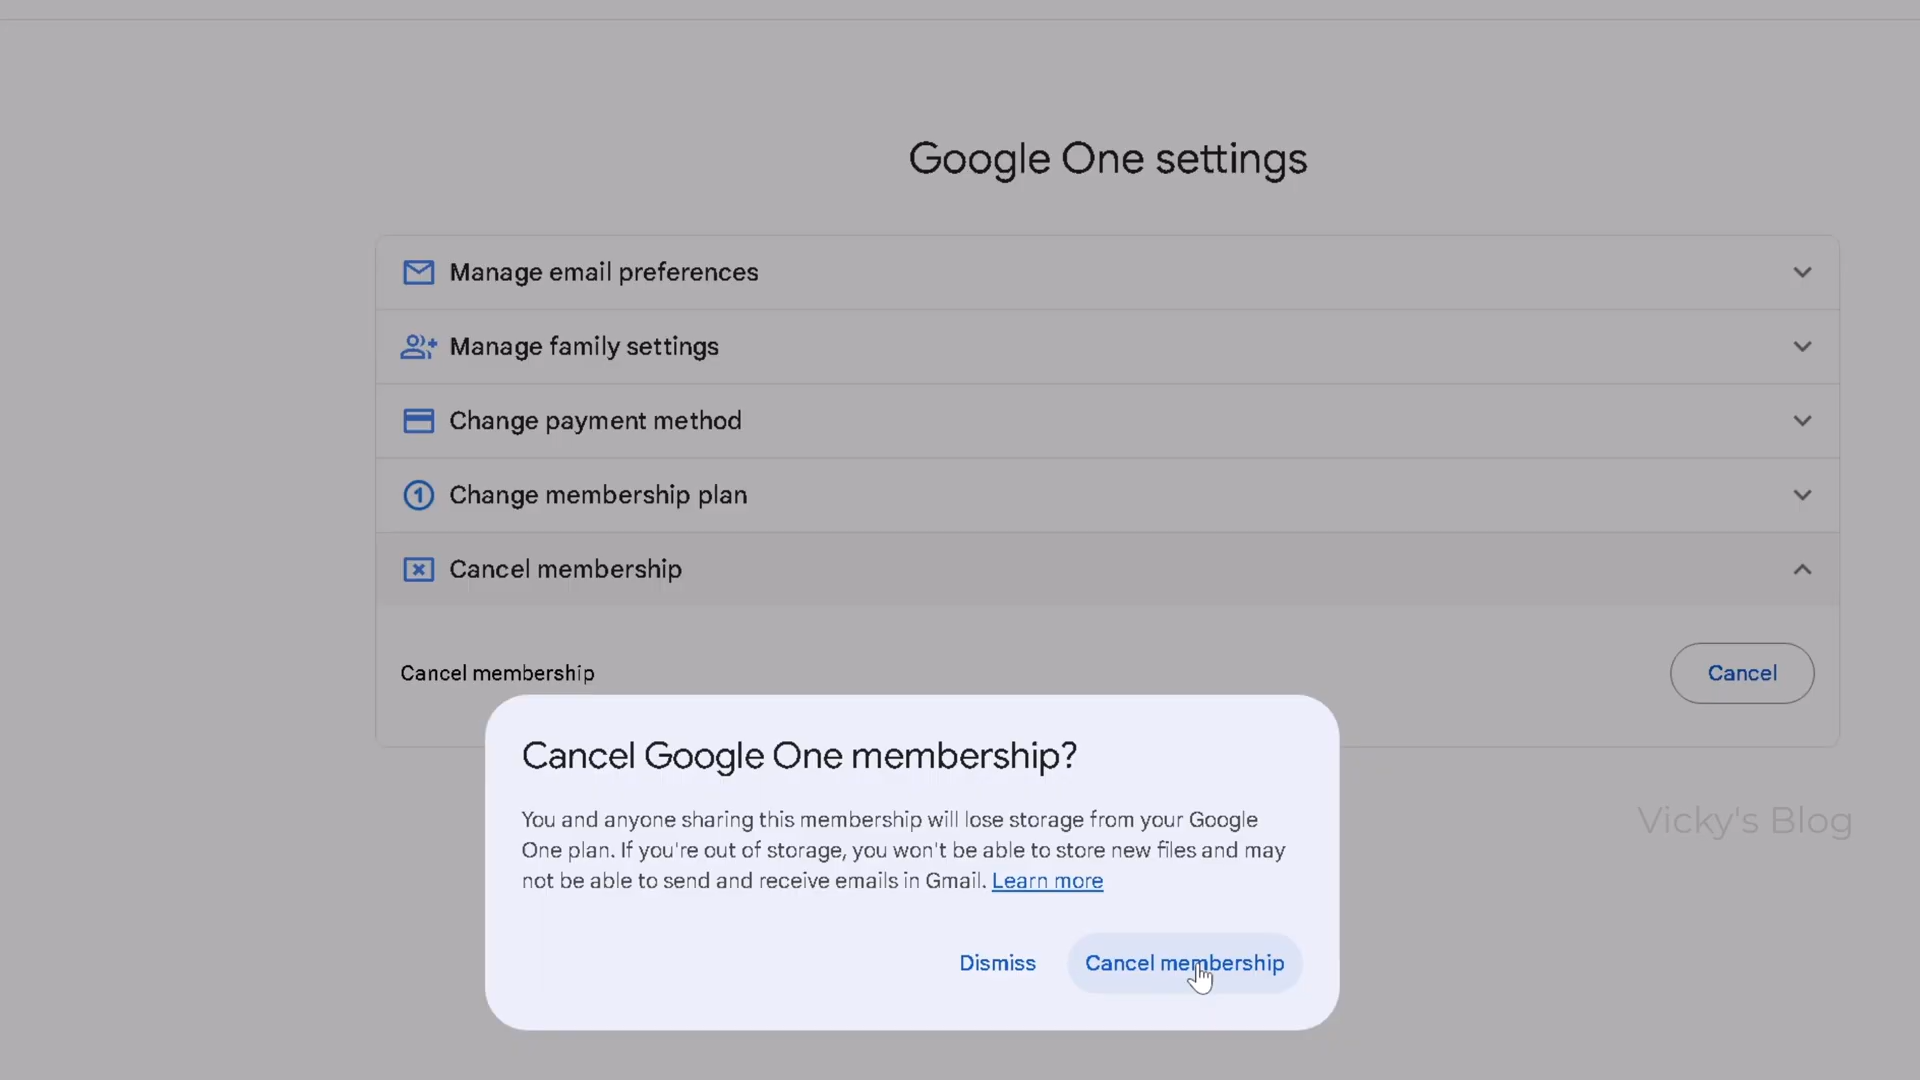 Google One settings
Manage email preferences
Manage family settings
Change payment method
1 Change membership plan
Cancel membership
Cancel membership
Cancel
Cancel Google One membership?
You and anyone sharing this membership will lose storage from your Google
One plan. If you're out of storage, you won't be able to store new files and may
not be able to send and receive emails in Gmail. Learn more
Dismiss
Cancel membership
Vicky's Blog